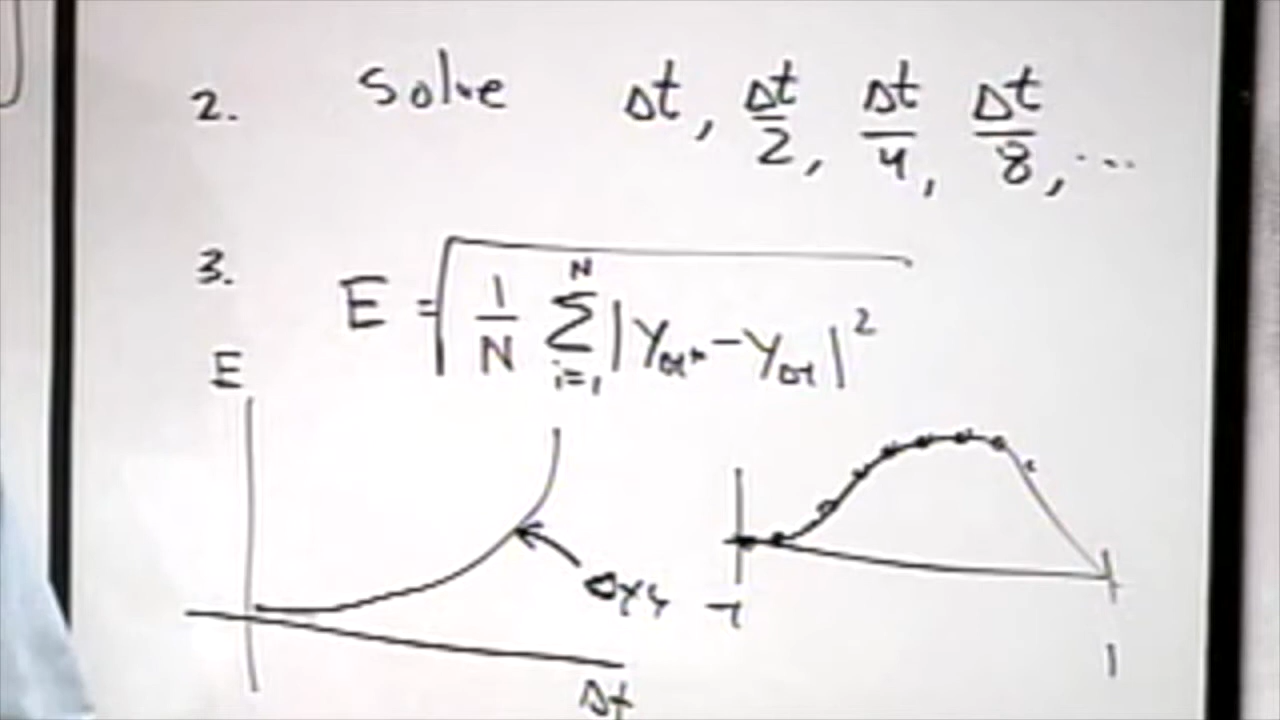 2. Solve Δt, Δt/2, Δt/4, Δt/8, ...
3. E = √(1/N ∑_{i=1}^{N} |Y_{Δt*} - Y_{Δt}|²)
E
-1
1
Δt